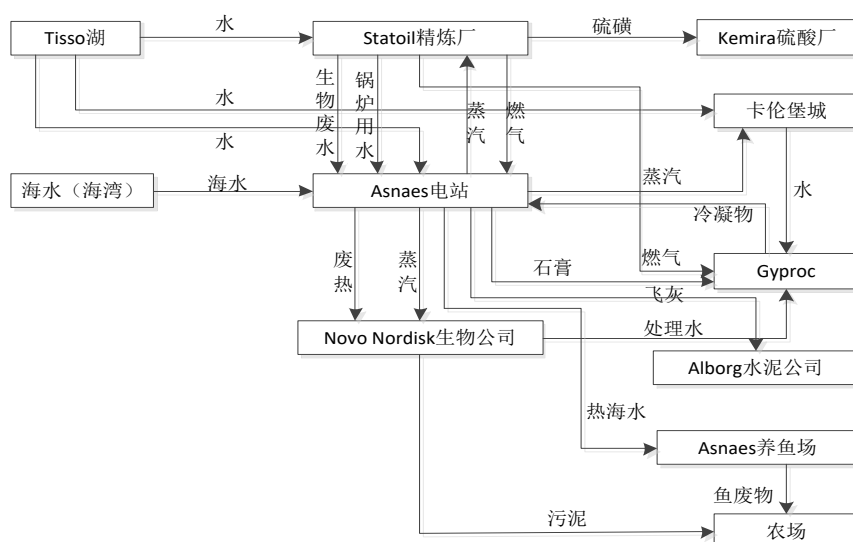 水
Tisso湖
Statoil精炼厂
硫磺
Kemira硫酸厂
生物废水
锅炉用水
蒸汽
燃气
水
卡伦堡城
水
海水（海湾）
海水
Asnaes电站
蒸汽
水
冷凝物
废热
蒸汽
石膏
燃气
Gyproc
飞灰
Novo Nordisk生物公司
处理水
Alborg水泥公司
热海水
Asnaes养鱼场
鱼废物
污泥
农场